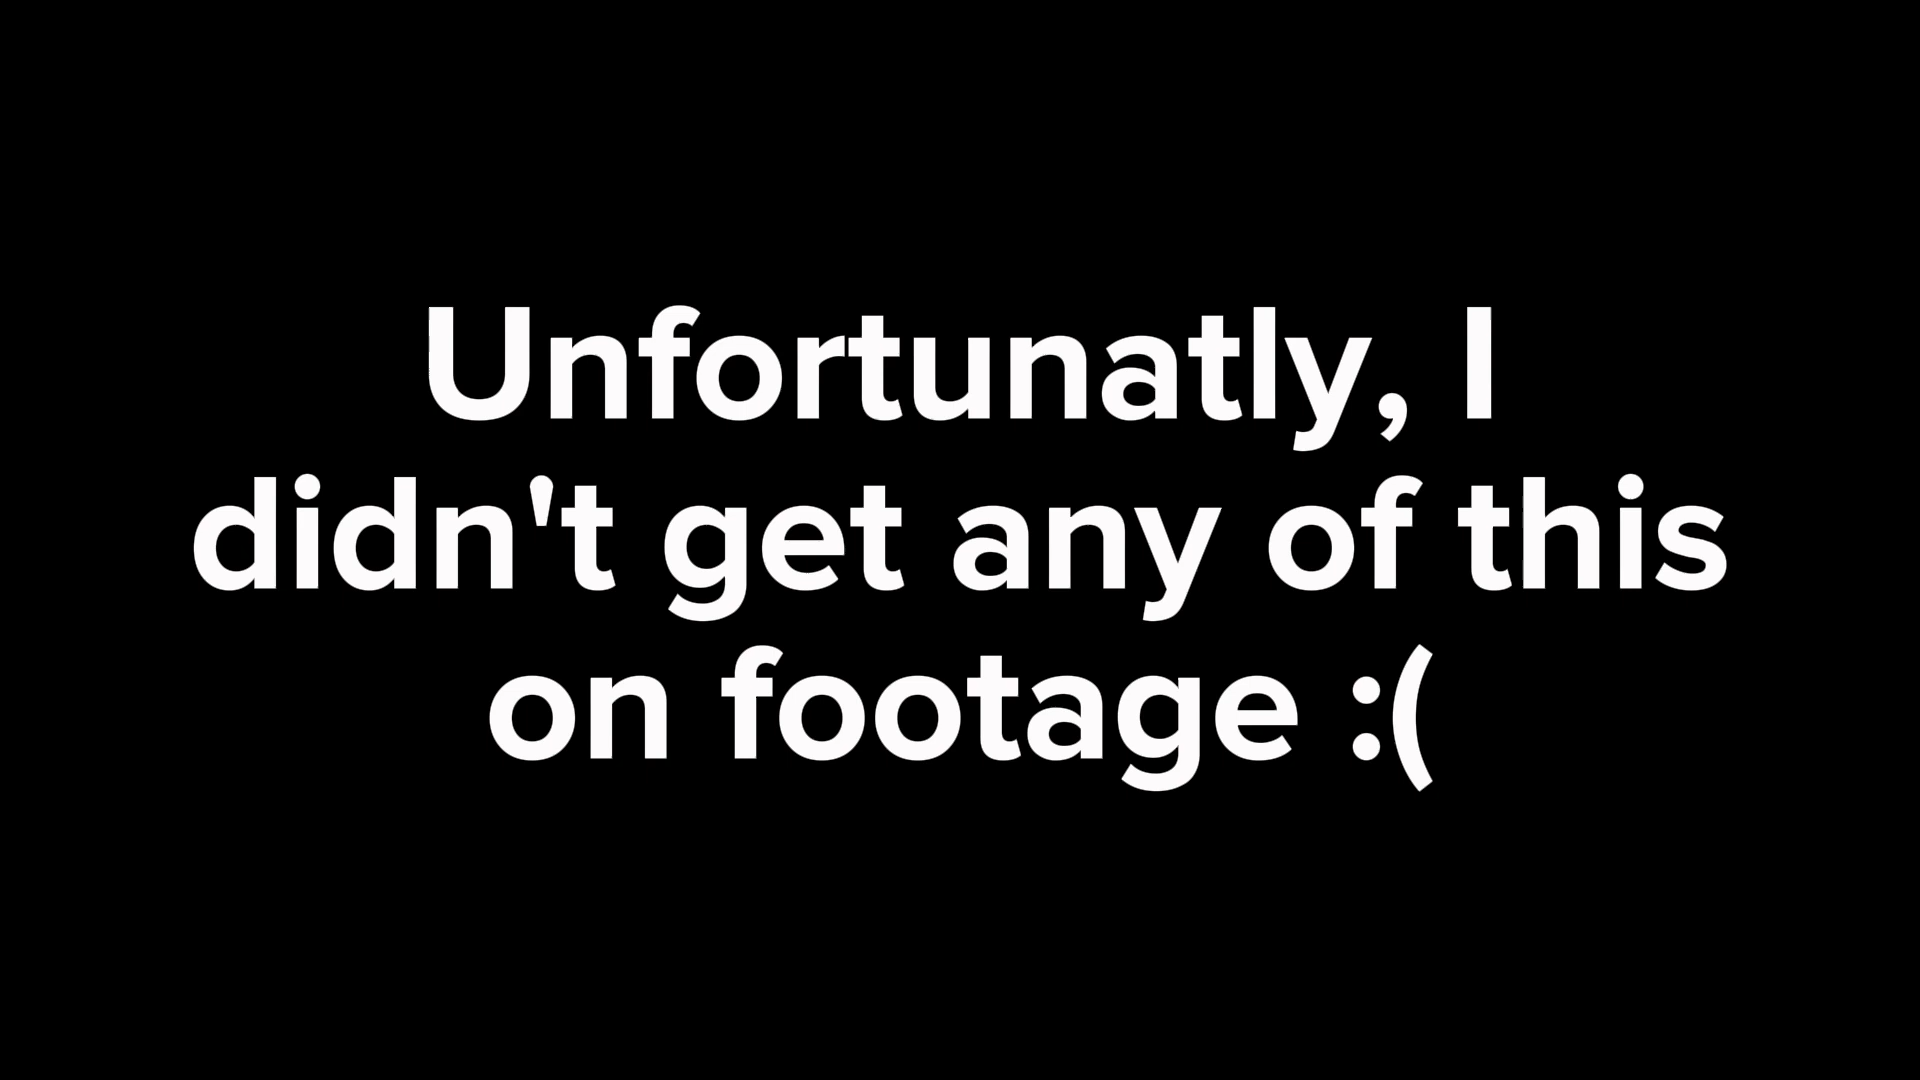 Unfortunatly, I
didn't get any of this
on footage :(